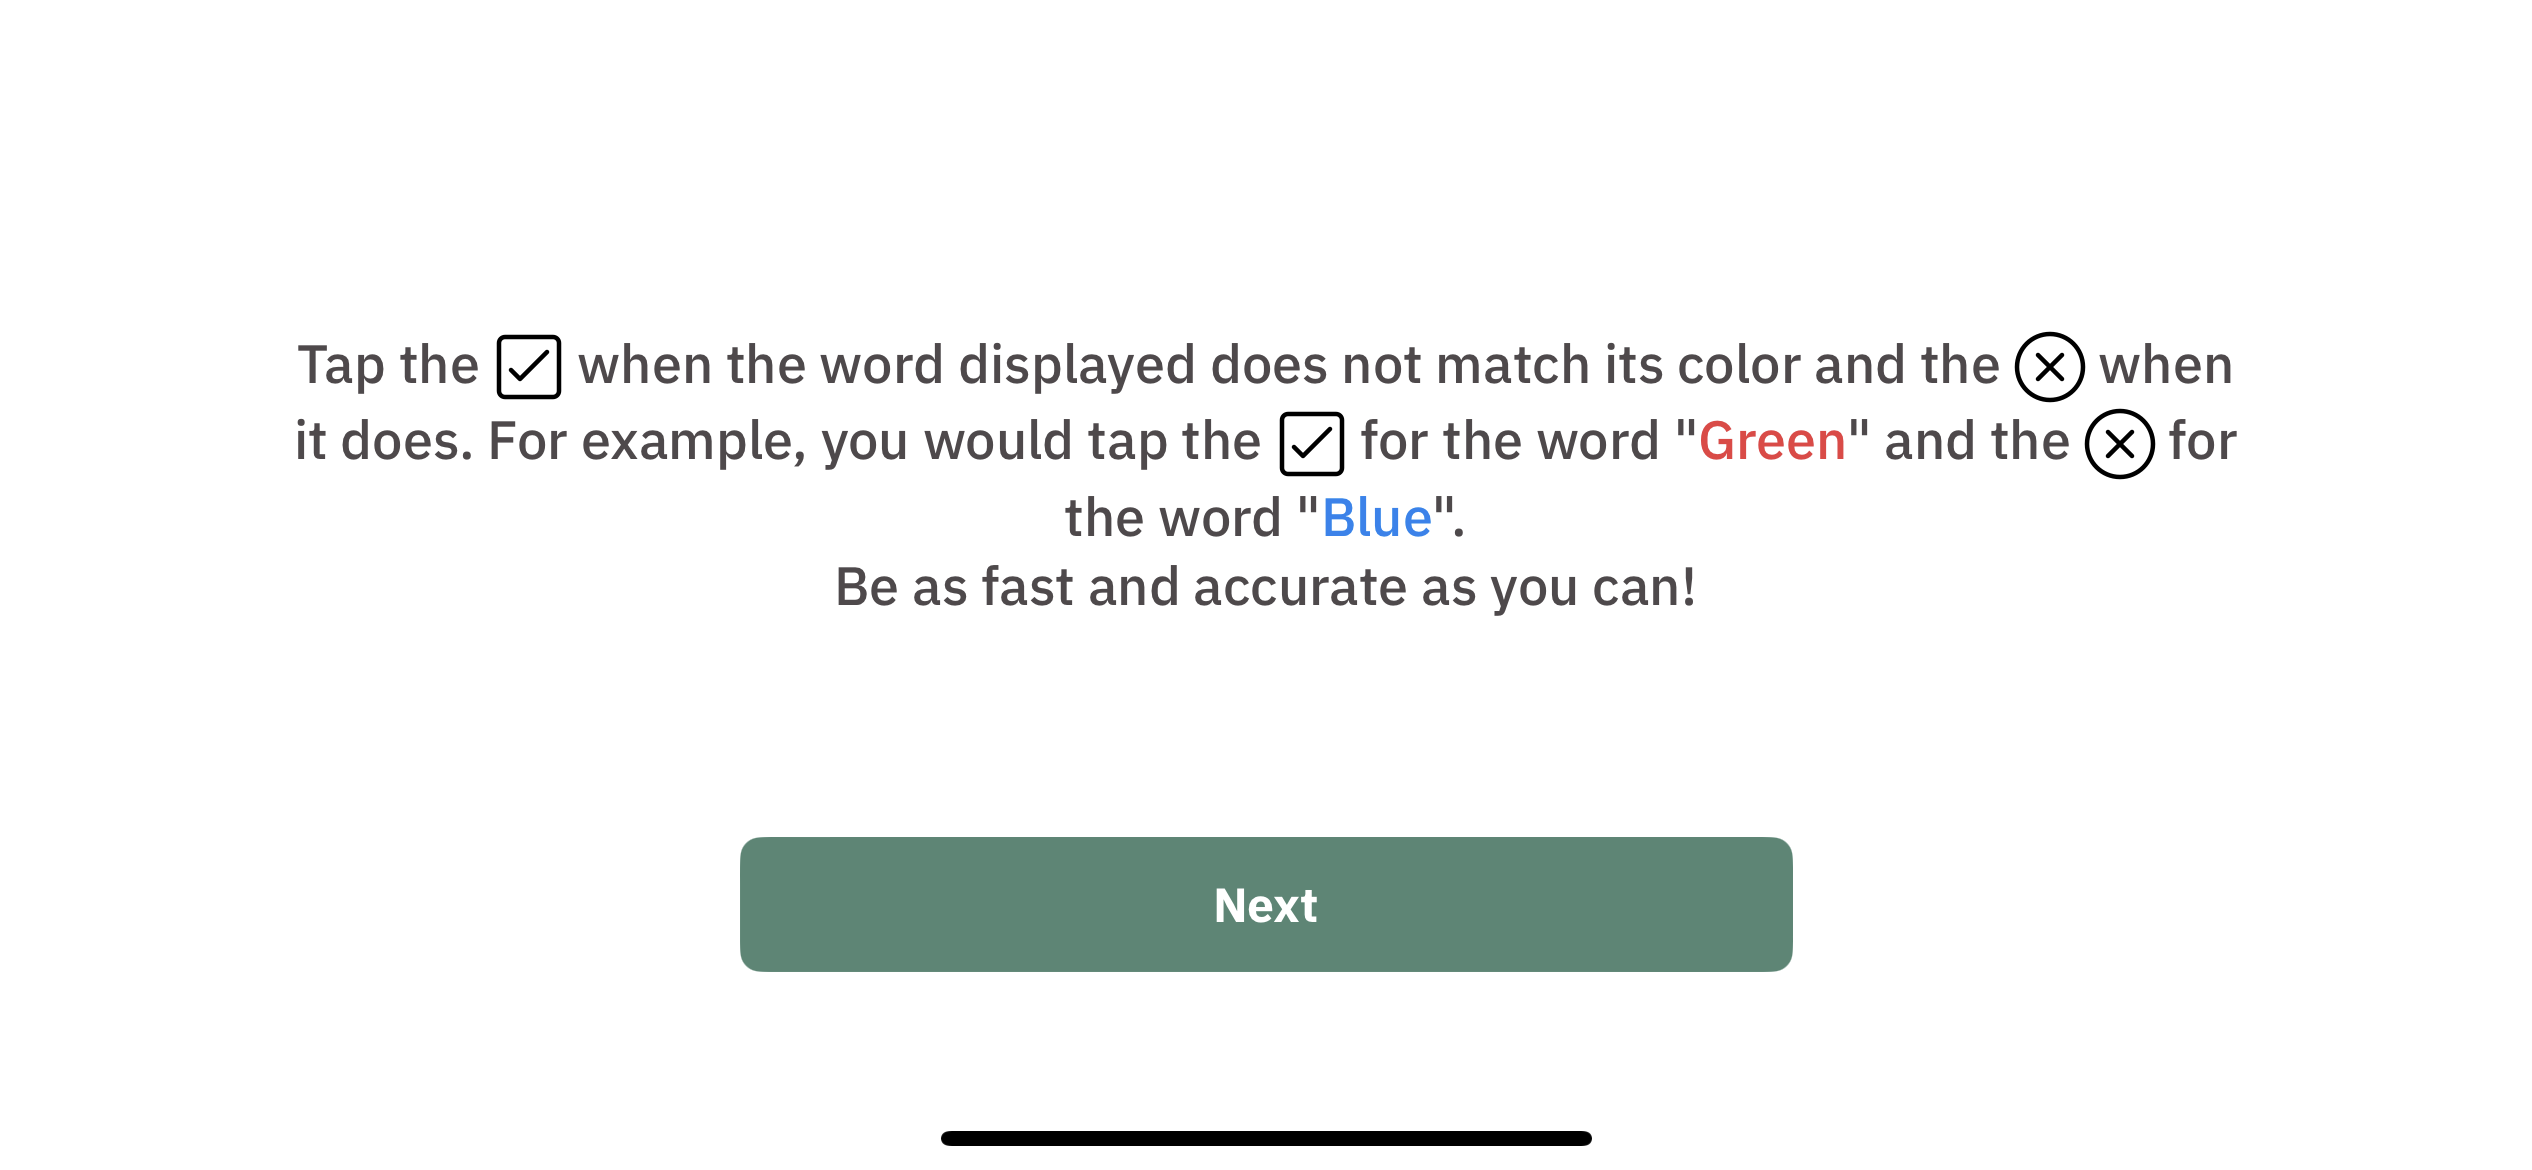 Tap the ☑ when the word displayed does not match its color and the ⊗ when
it does. For example, you would tap the ☑ for the word "Green" and the ⊗ for
the word "Blue".
Be as fast and accurate as you can!
Next